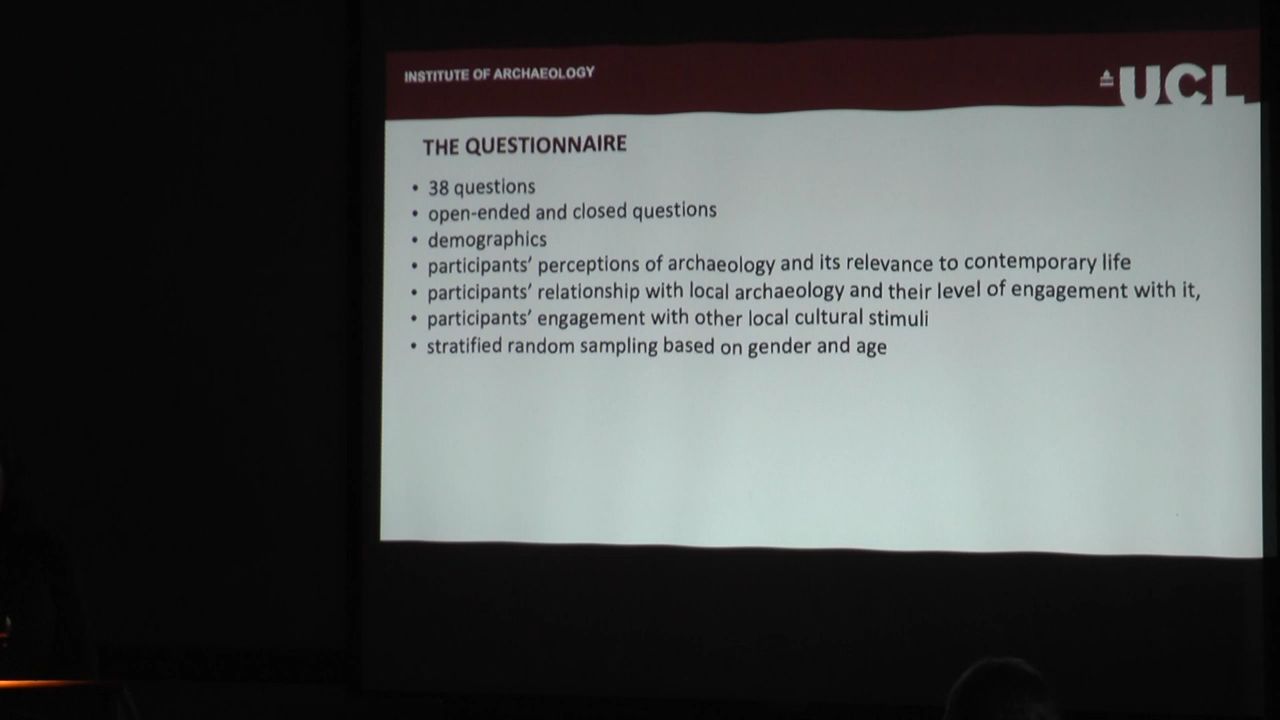 INSTITUTE OF ARCHAEOLOGY
UCL
THE QUESTIONNAIRE
• 38 questions
• open-ended and closed questions
• demographics
• participants' perceptions of archaeology and its relevance to contemporary life
• participants' relationship with local archaeology and their level of engagement with it,
• participants' engagement with other local cultural stimuli
• stratified random sampling based on gender and age